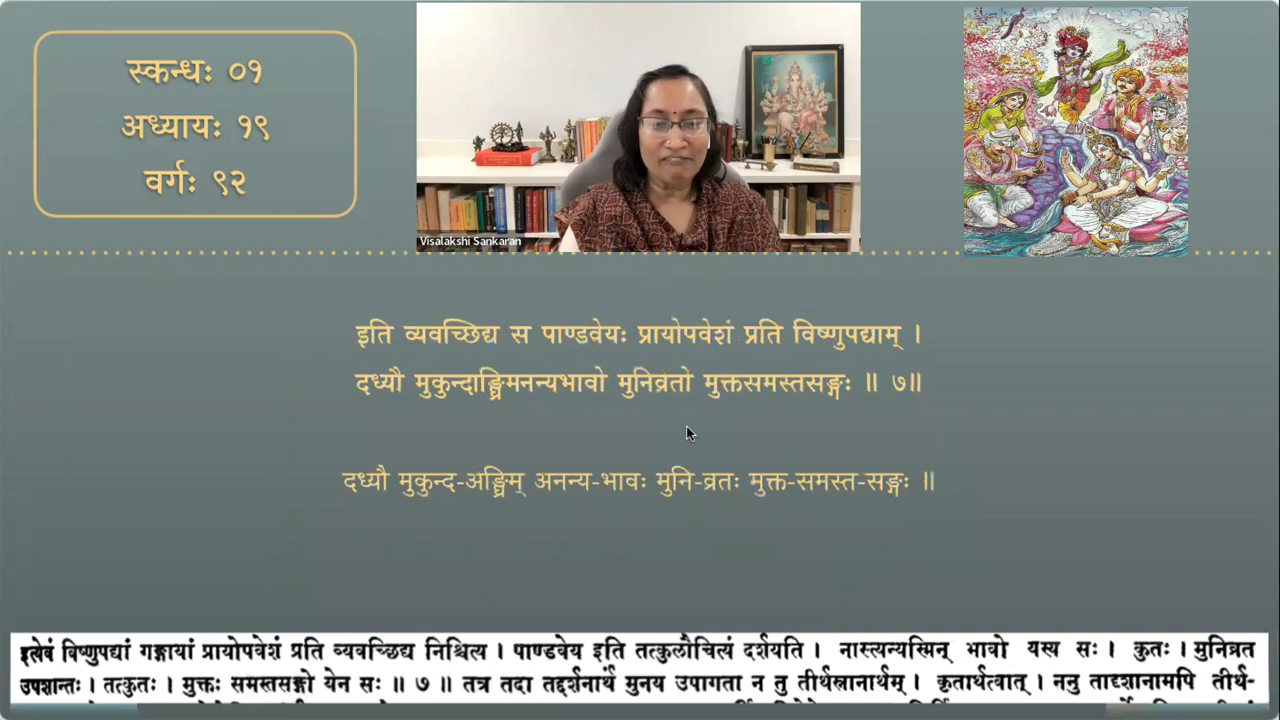 स्कन्धः ०१
अध्यायः १९
वर्गः ९२
Visalakshi Sankaran
इति व्यवच्छिद्य स पाण्डवेयः प्रायोपवेशं प्रति विष्णुपद्याम् ।
दध्यौ मुकुन्दाङ्घ्रिमनन्यभावो मुनिव्रतो मुक्तसमस्तसङ्गः ॥ ७॥
दध्यौ मुकुन्द-अङ्घ्रिम् अनन्य-भावः मुनि-व्रतः मुक्त-समस्त-सङ्गः ॥
इत्येवं विष्णुपद्यां गङ्गायां प्रायोपवेशं प्रति व्यवच्छिद्य निश्चित्य । पाण्डवेय इति तत्कुलौचित्यं दर्शयति । नास्त्यन्यस्मिन् भावो यस्य सः । कुतः । मुनिव्रत
उपशान्तः । तत्कुतः । मुक्तः समस्तसङ्गो येन सः ॥ ७ ॥ तत्र तदा तद्दर्शनार्थं मुनय उपागता न तु तीर्थस्नानार्थम् । कृतार्थत्वात् । ननु तादृशानामपि तीर्थ-